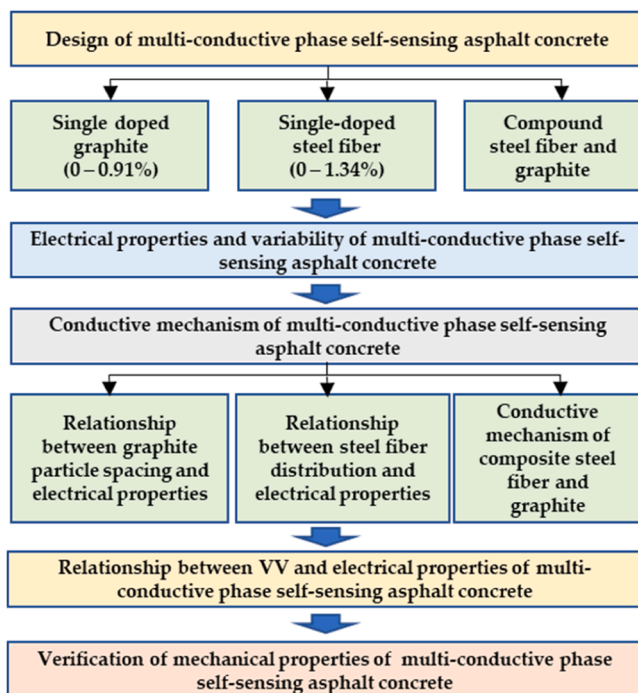 Design of multi-conductive phase self-sensing asphalt concrete
Single doped
graphite
(0 – 0.91%)
Single-doped
steel fiber
(0 – 1.34%)
Compound
steel fiber and
graphite
Electrical properties and variability of multi-conductive phase self-
sensing asphalt concrete
Conductive mechanism of multi-conductive phase self-sensing
asphalt concrete
Relationship
between graphite
particle spacing and
electrical properties
Relationship
between steel fiber
distribution and
electrical properties
Conductive
mechanism of
composite steel
fiber and
graphite
Relationship between VV and electrical properties of multi-
conductive phase self-sensing asphalt concrete
Verification of mechanical properties of multi-conductive phase
self-sensing asphalt concrete